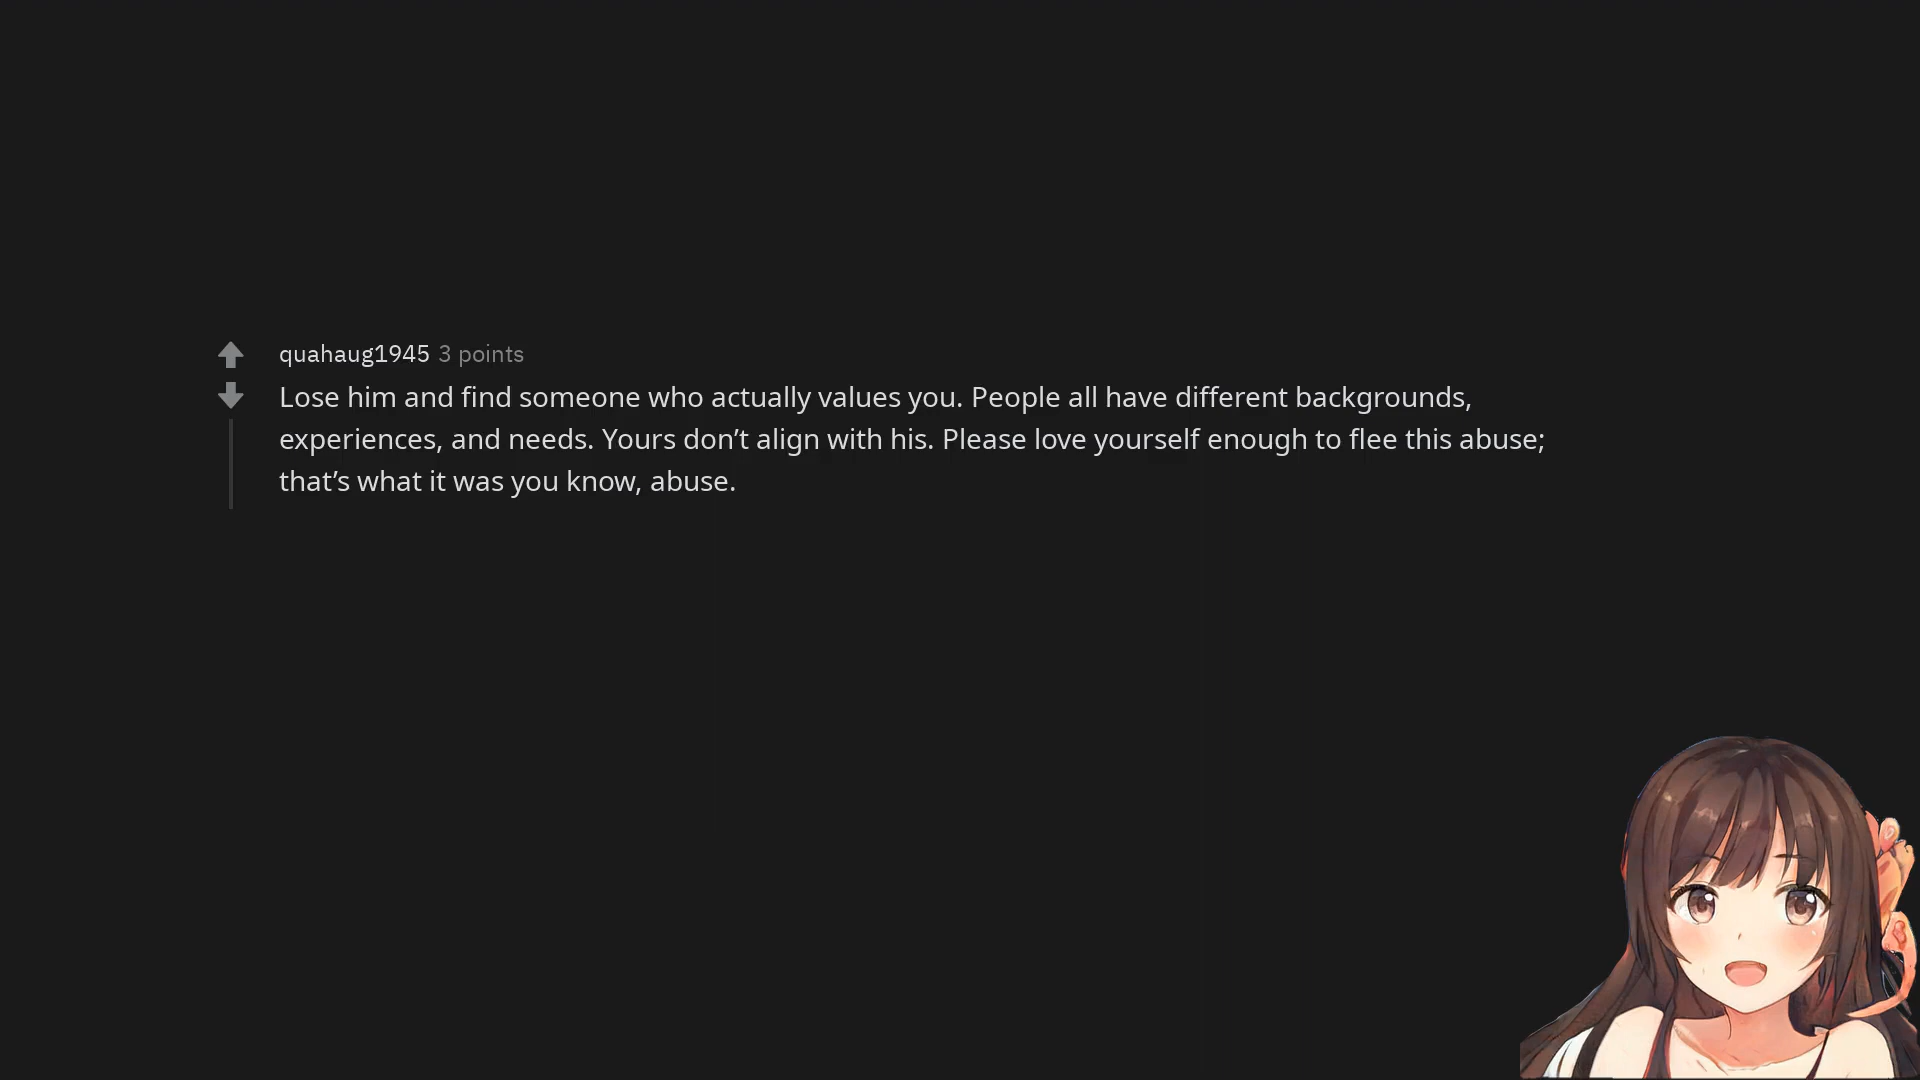 quahaug1945 3 points
Lose him and find someone who actually values you. People all have different backgrounds,
experiences, and needs. Yours don’t align with his. Please love yourself enough to flee this abuse;
that’s what it was you know, abuse.